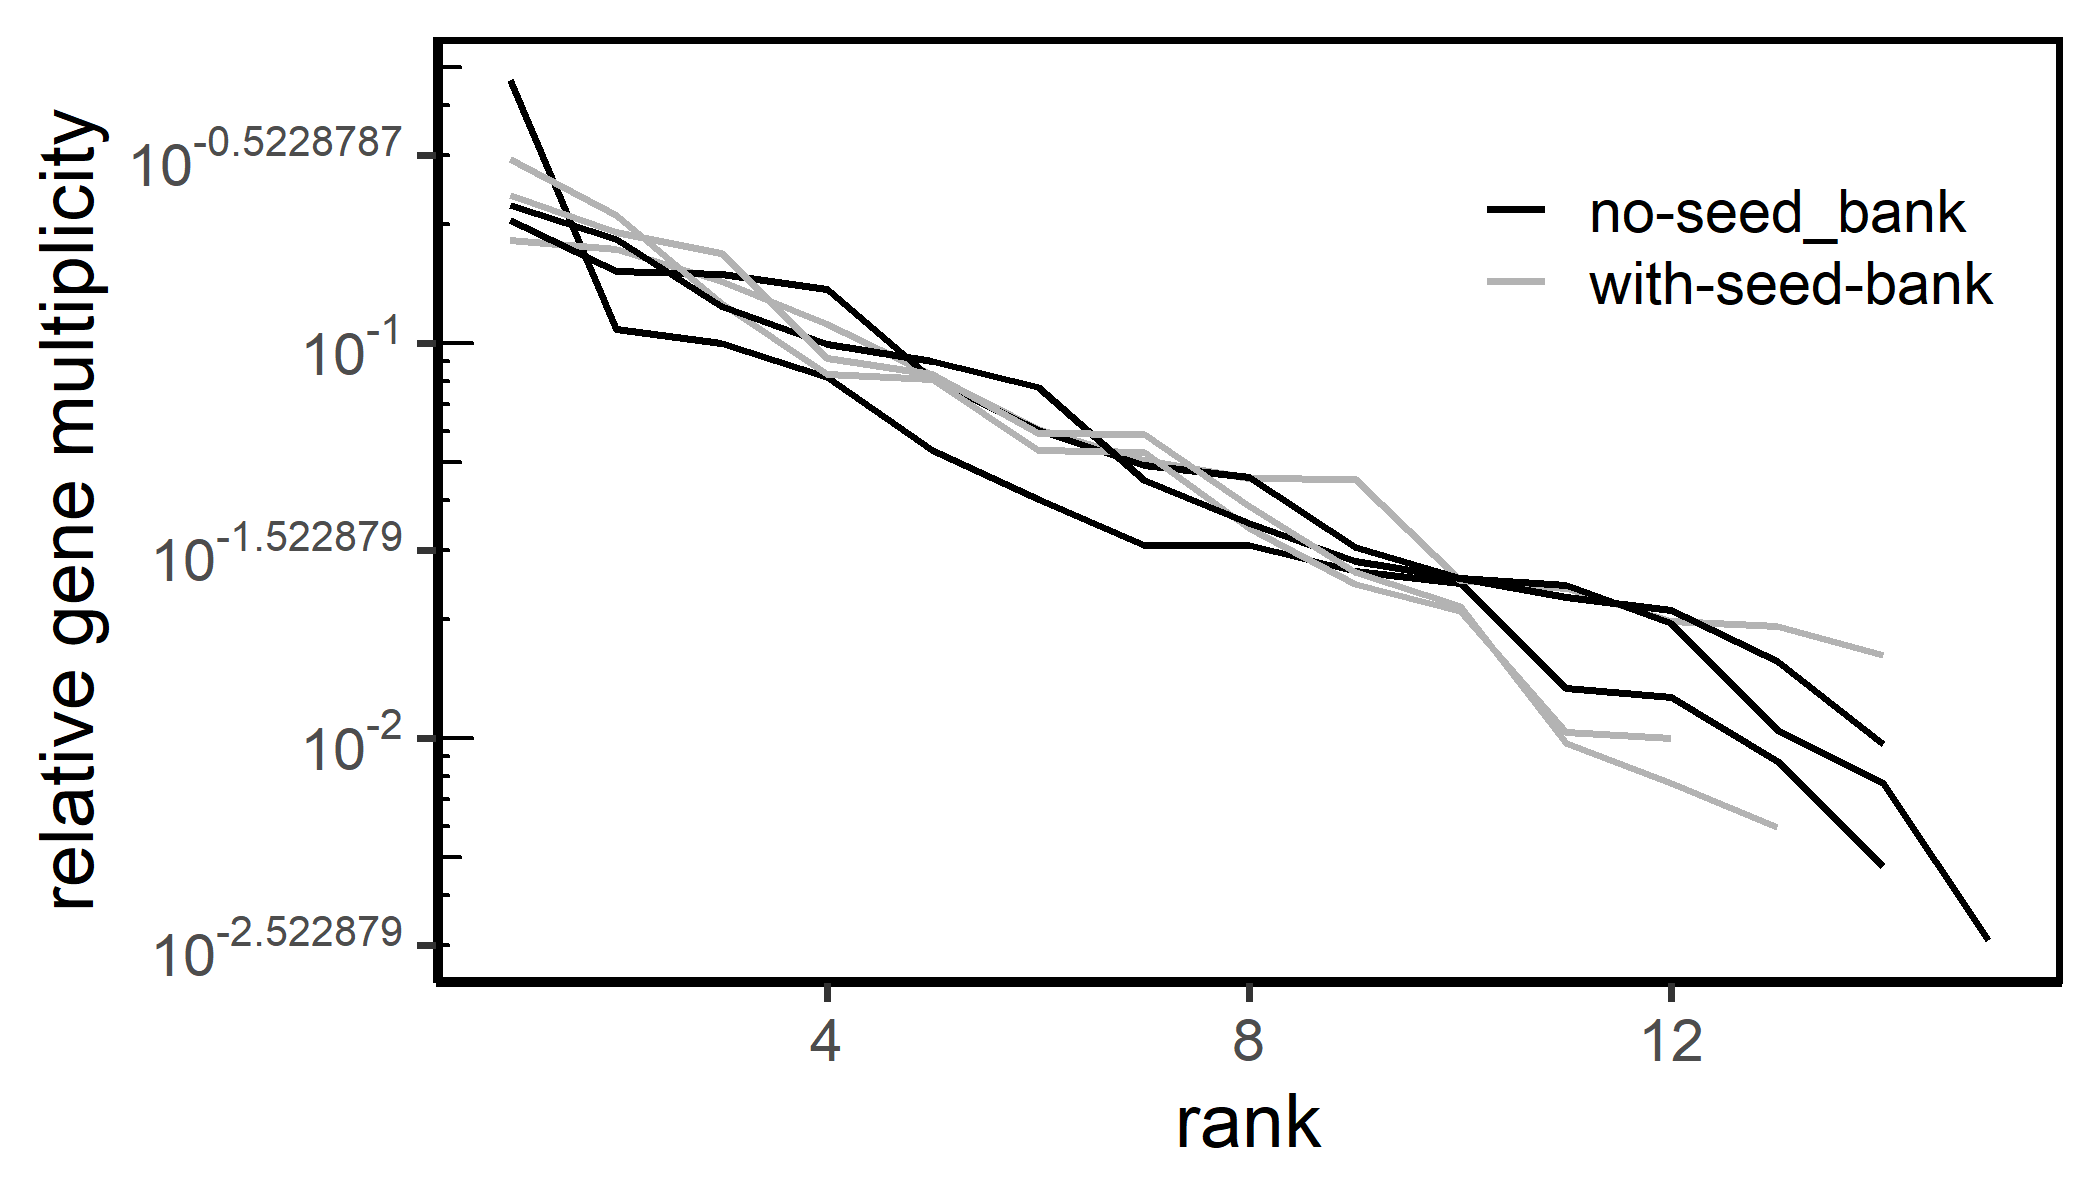 relative gene multiplicity
10^-0.5228787
10^-1
10^-1.522879
10^-2
10^-2.522879
no-seed_bank
with-seed-bank
4 8 12
rank